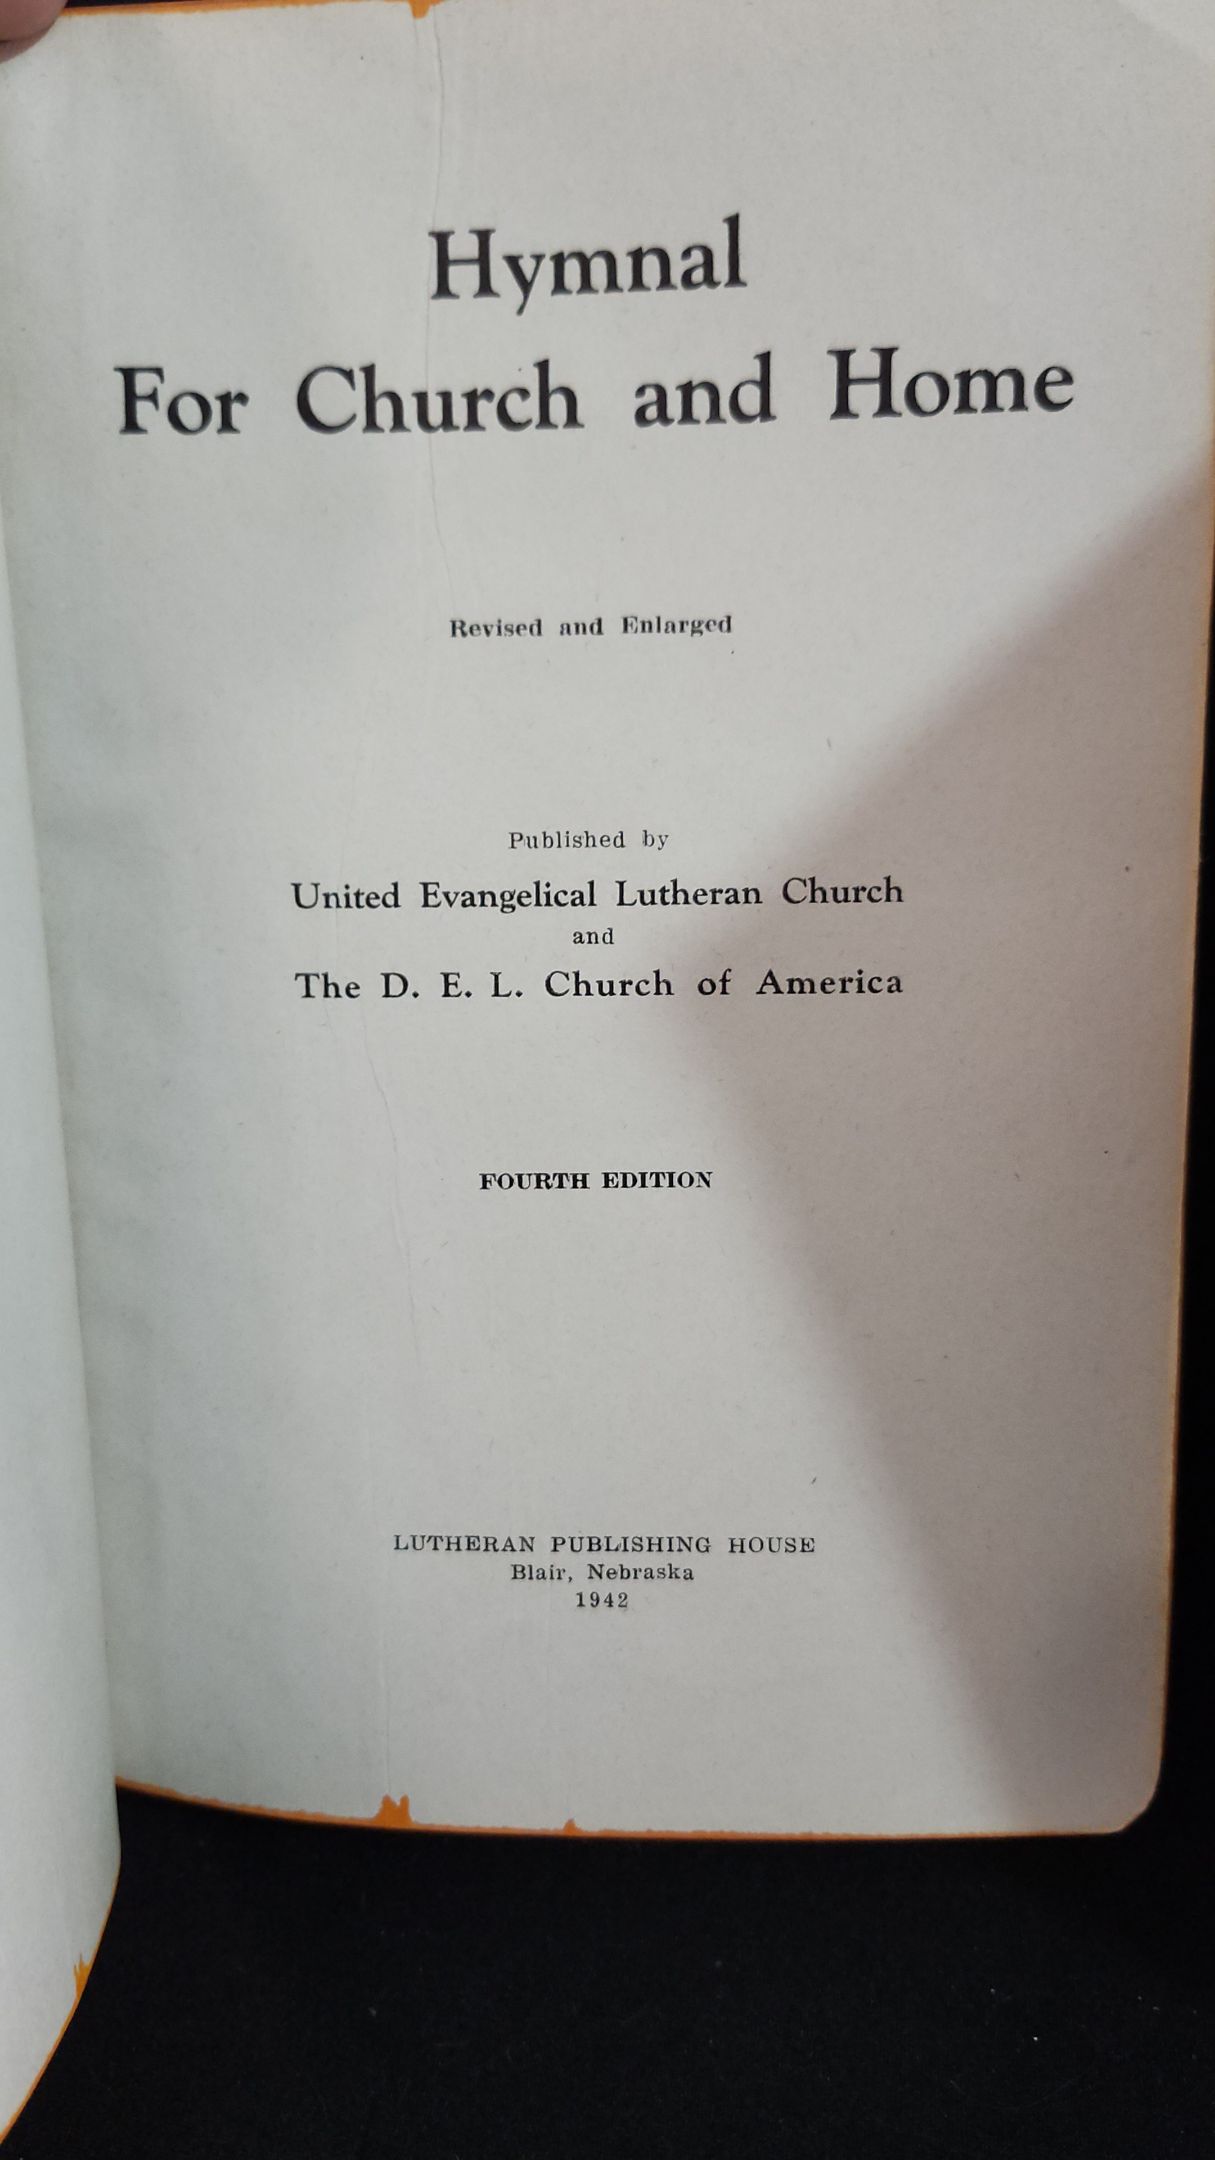 Hymnal
For Church and Home
Revised and Enlarged
Published by
United Evangelical Lutheran Church
and
The D. E. L. Church of America
FOURTH EDITION
LUTHERAN PUBLISHING HOUSE
Blair, Nebraska
1942